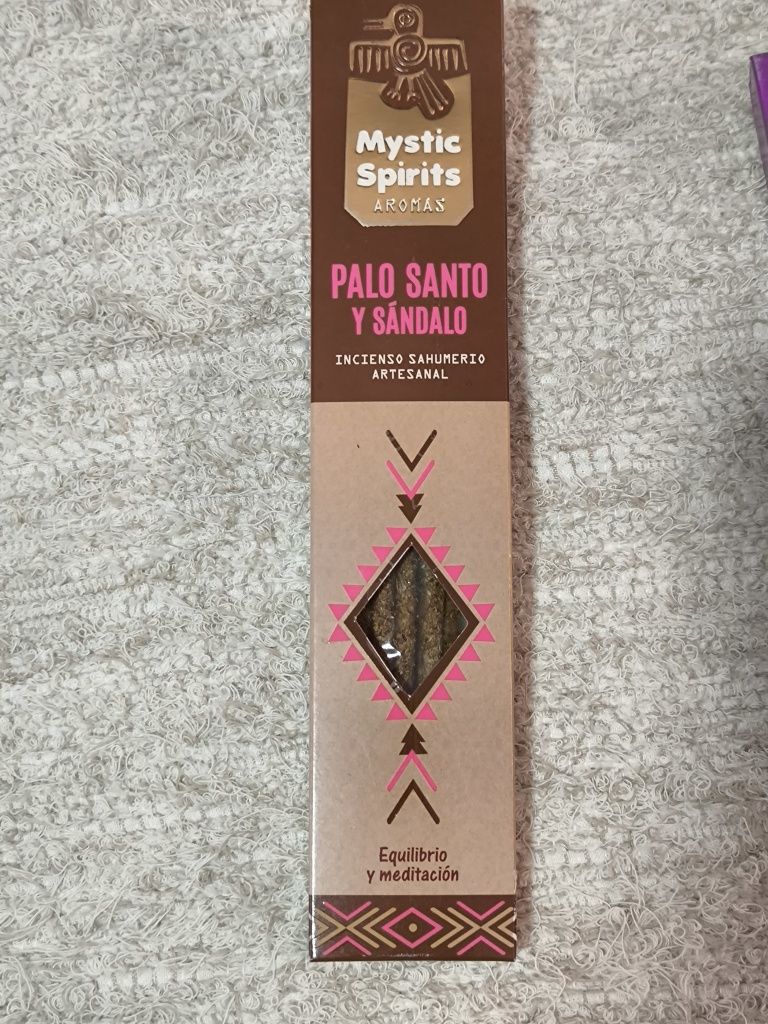 Mystic
Spirits
AROMAS
PALO SANTO
Y SÁNDALO
INCIENSO SAHUMERIO
ARTESANAL
Equilibrio
y meditación